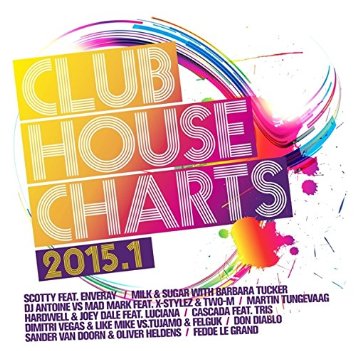 CLUB
HOUSE
CHARTS
2015.1
SCOTTY FEAT. ENVERAY / MILK & SUGAR WITH BARBARA TUCKER
DJ ANTOINE VS MAD MARK FEAT. X-STYLEZ & TWO-M / MARTIN TUNGEVAAG
HARDWELL & JOEY DALE FEAT. LUCIANA / CASCADA FEAT. TRIS
DIMITRI VEGAS & LIKE MIKE VS.TUJAMO & FELGUK / DON DIABLO
SANDER VAN DOORN & OLIVER HELDENS / FEDDE LE GRAND